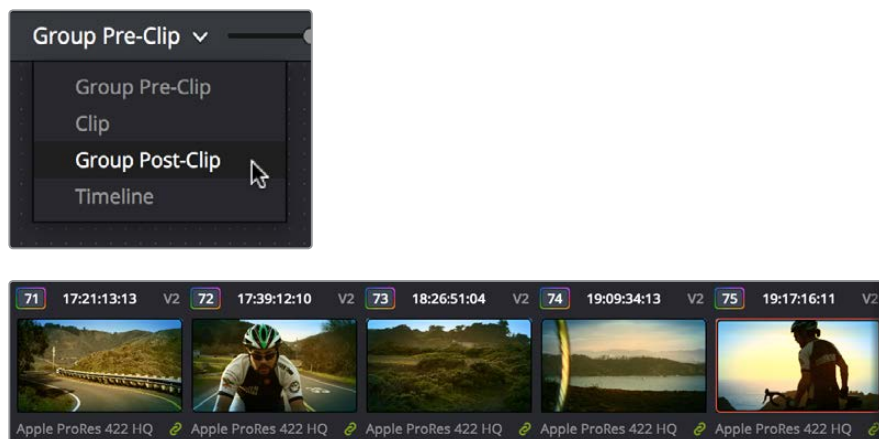 Group Pre-Clip
Group Pre-Clip
Clip
Group Post-Clip
Timeline
71 17:21:13:13 V2 72 17:39:12:10 V2 73 18:26:51:04 V2 74 19:09:34:13 V2 75 19:17:16:11 V2
Apple ProRes 422 HQ Apple ProRes 422 HQ Apple ProRes 422 HQ Apple ProRes 422 HQ Apple ProRes 422 HQ